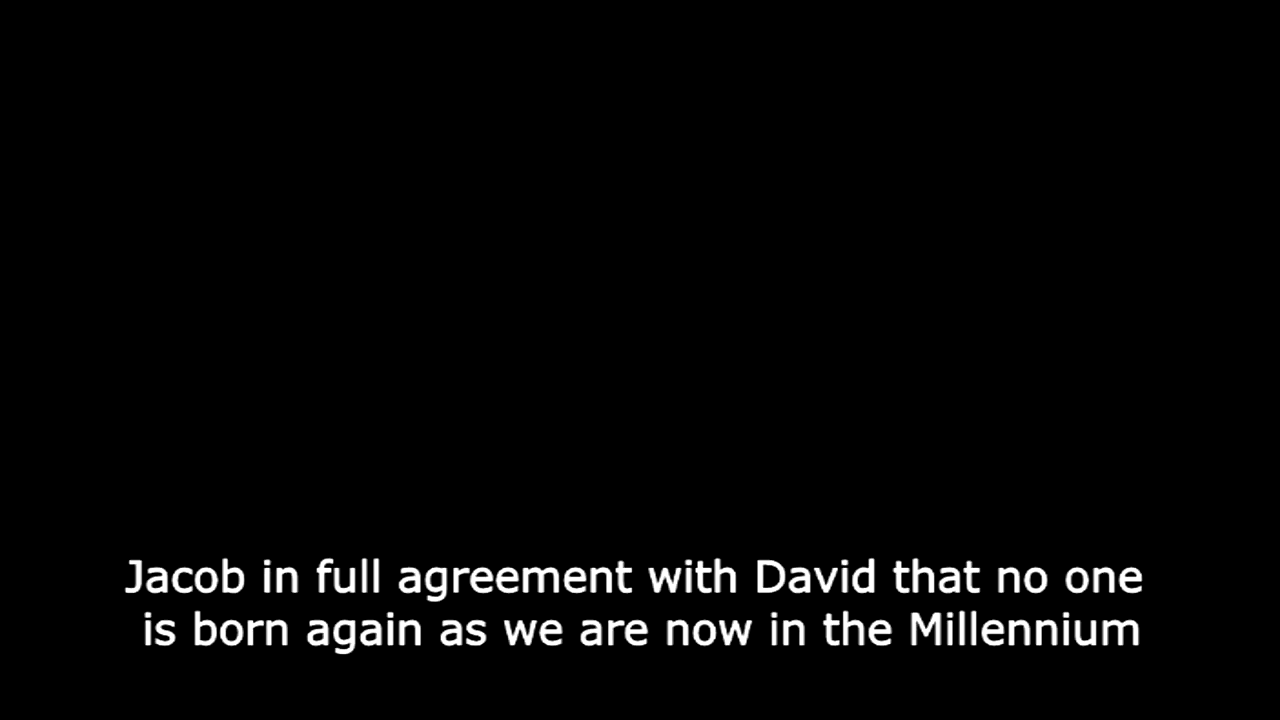 Jacob in full agreement with David that no one
is born again as we are now in the Millennium